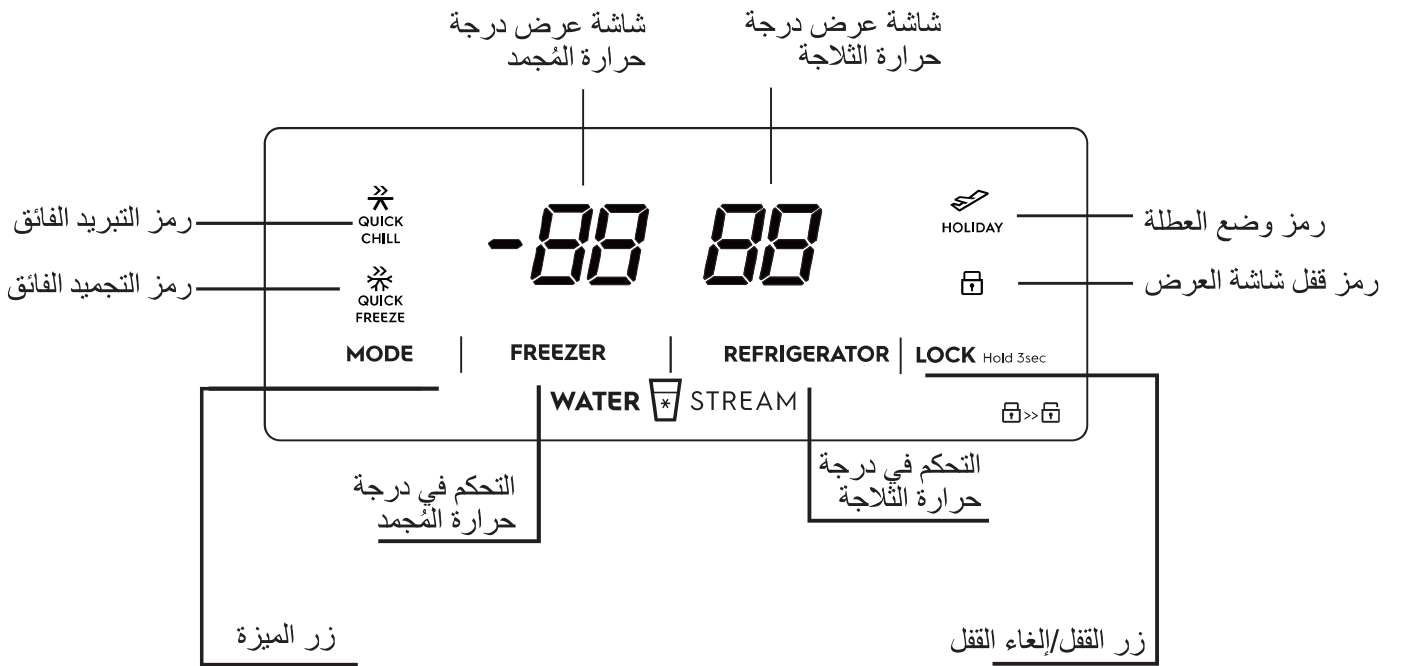 شاشة عرض درجة
حرارة المُجمد
شاشة عرض درجة
حرارة الثلاجة
رمز التبريد الفائق
QUICK
CHILL
-88
88
HOLIDAY
رمز وضع العطلة
رمز التجميد الفائق
QUICK
FREEZE
رمز قفل شاشة العرض
MODE
FREEZER
REFRIGERATOR
LOCK Hold 3sec
WATER * STREAM
>>
التحكم في درجة
حرارة المُجمد
التحكم في درجة
حرارة الثلاجة
زر الميزة
زر القفل/إلغاء القفل